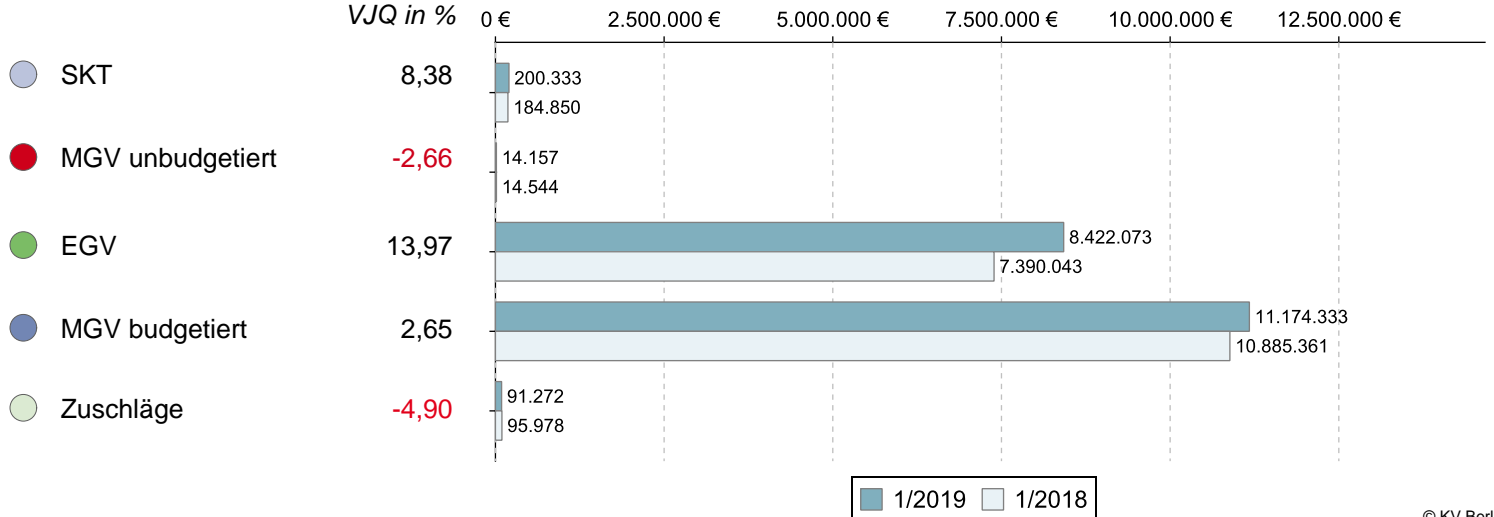 VJQ in % 0 € 2.500.000 € 5.000.000 € 7.500.000 € 10.000.000 € 12.500.000 €
SKT 8,38 200.333
184.850
MGV unbudgetiert -2,66 14.157
14.544
EGV 13,97 8.422.073
7.390.043
MGV budgetiert 2,65 11.174.333
10.885.361
Zuschläge -4,90 91.272
95.978
1/2019 1/2018
© KV